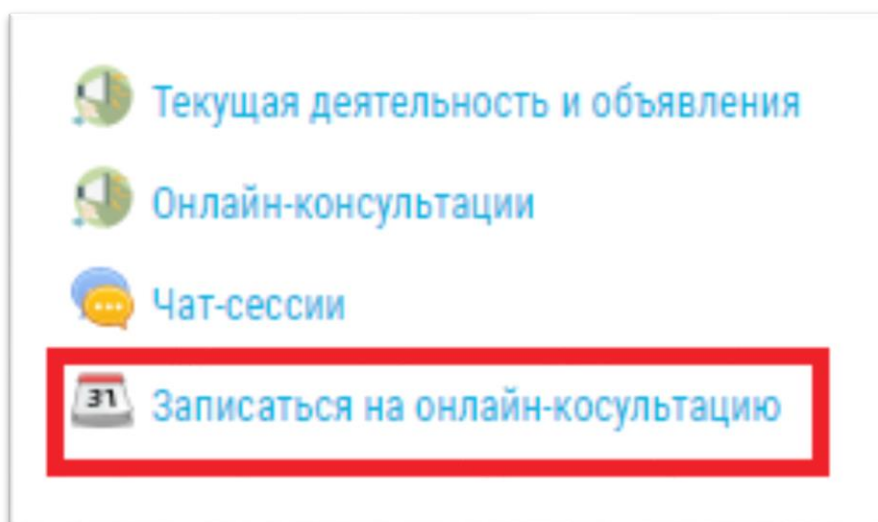 Текущая деятельность и объявления
Онлайн-консультации
Чат-сессии
31 Записаться на онлайн-косультацию